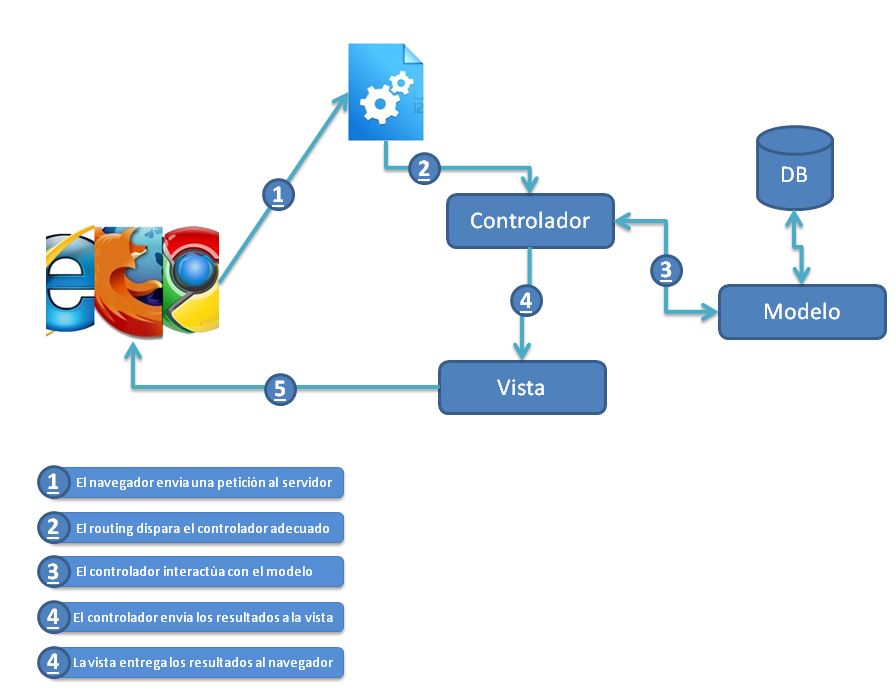 2
DB
1
Controlador
3
4
Modelo
Vista
5
1 El navegador envia una petición al servidor
2 El routing dispara el controlador adecuado
3 El controlador interactúa con el modelo
4 El controlador envia los resultados a la vista
4 La vista entrega los resultados al navegador